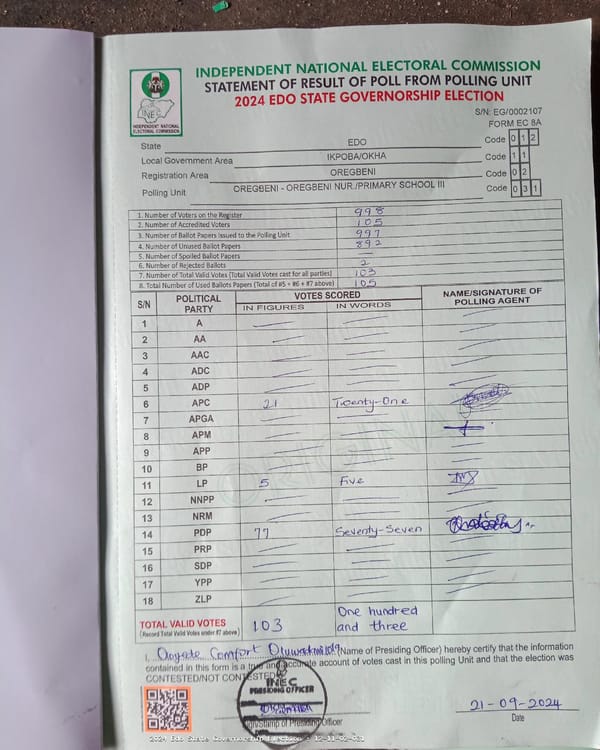 INDEPENDENT NATIONAL ELECTORAL COMMISSION
STATEMENT OF RESULT OF POLL FROM POLLING UNIT
2024 EDO STATE GOVERNORSHIP ELECTION
INEC
INDEPENDENT NATIONAL
ELECTORAL COMMISSION
S/N: EG/0002107
FORM EC 8A
State EDO Code 0 1 2
Local Government Area IKPOBA/OKHA Code 1 1
Registration Area OREGBENI Code 0 2
Polling Unit OREGBENI - OREGBENI NUR./PRIMARY SCHOOL III Code 0 3 1
1. Number of Voters on the Register 998
2. Number of Accredited Voters 105
3. Number of Ballot Papers Issued to the Polling Unit 997
4. Number of Unused Ballot Papers 892
5. Number of Spoiled Ballot Papers —
6. Number of Rejected Ballots 2
7. Number of Total Valid Votes (Total Valid Votes cast for all parties) 103
8. Total Number of Used Ballots Papers (Total of #5 + #6 + #7 above) 105
S/N POLITICAL PARTY VOTES SCORED NAME/SIGNATURE OF POLLING AGENT
IN FIGURES IN WORDS
1 A
2 AA
3 AAC
4 ADC
5 ADP
6 APC 21 Twenty-One
7 APGA
8 APM
9 APP
10 BP
11 LP 5 Five
12 NNPP
13 NRM
14 PDP 77 Seventy-Seven
15 PRP
16 SDP
17 YPP
18 ZLP
TOTAL VALID VOTES 103 One hundred and three
(Record Total Valid Votes under #7 above)
I, Comfort (Name of Presiding Officer) hereby certify that the information
contained in this form is a true and accurate account of votes cast in this polling Unit and that the election was
CONTESTED/NOT CONTESTED
INEC
PRESIDING OFFICER
Stamp of Presiding Officer
21-09-2024
Date
2024 Edo State Governorship Election